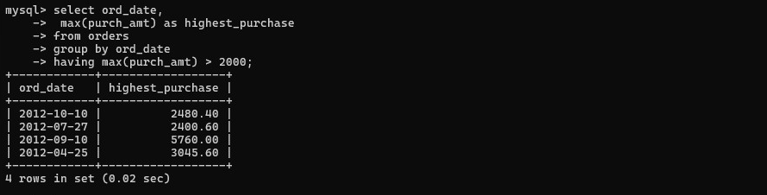 mysql> select ord_date,
    ->  max(purch_amt) as highest_purchase
    -> from orders
    -> group by ord_date
    -> having max(purch_amt) > 2000;
+------------+------------------+
| ord_date   | highest_purchase |
+------------+------------------+
| 2012-10-10 |          2480.40 |
| 2012-07-27 |          2400.60 |
| 2012-09-10 |          5760.00 |
| 2012-04-25 |          3045.60 |
+------------+------------------+
4 rows in set (0.02 sec)